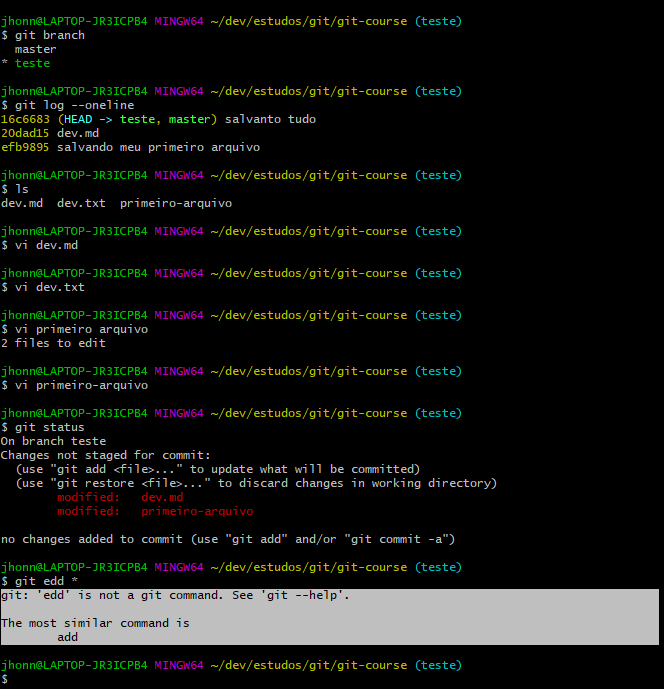 jhonn@LAPTOP-JR3ICPB4 MINGW64 ~/dev/estudos/git/git-course (teste)
$ git branch
  master
* teste

jhonn@LAPTOP-JR3ICPB4 MINGW64 ~/dev/estudos/git/git-course (teste)
$ git log --oneline
16c6683 (HEAD -> teste, master) salvanto tudo
20dad15 dev.md
efb9895 salvando meu primeiro arquivo

jhonn@LAPTOP-JR3ICPB4 MINGW64 ~/dev/estudos/git/git-course (teste)
$ ls
dev.md  dev.txt  primeiro-arquivo

jhonn@LAPTOP-JR3ICPB4 MINGW64 ~/dev/estudos/git/git-course (teste)
$ vi dev.md

jhonn@LAPTOP-JR3ICPB4 MINGW64 ~/dev/estudos/git/git-course (teste)
$ vi dev.txt

jhonn@LAPTOP-JR3ICPB4 MINGW64 ~/dev/estudos/git/git-course (teste)
$ vi primeiro arquivo
2 files to edit

jhonn@LAPTOP-JR3ICPB4 MINGW64 ~/dev/estudos/git/git-course (teste)
$ vi primeiro-arquivo

jhonn@LAPTOP-JR3ICPB4 MINGW64 ~/dev/estudos/git/git-course (teste)
$ git status
On branch teste
Changes not staged for commit:
  (use "git add <file>..." to update what will be committed)
  (use "git restore <file>..." to discard changes in working directory)
        modified:   dev.md
        modified:   primeiro-arquivo

no changes added to commit (use "git add" and/or "git commit -a")

jhonn@LAPTOP-JR3ICPB4 MINGW64 ~/dev/estudos/git/git-course (teste)
$ git edd *
git: 'edd' is not a git command. See 'git --help'.

The most similar command is
        add

jhonn@LAPTOP-JR3ICPB4 MINGW64 ~/dev/estudos/git/git-course (teste)
$